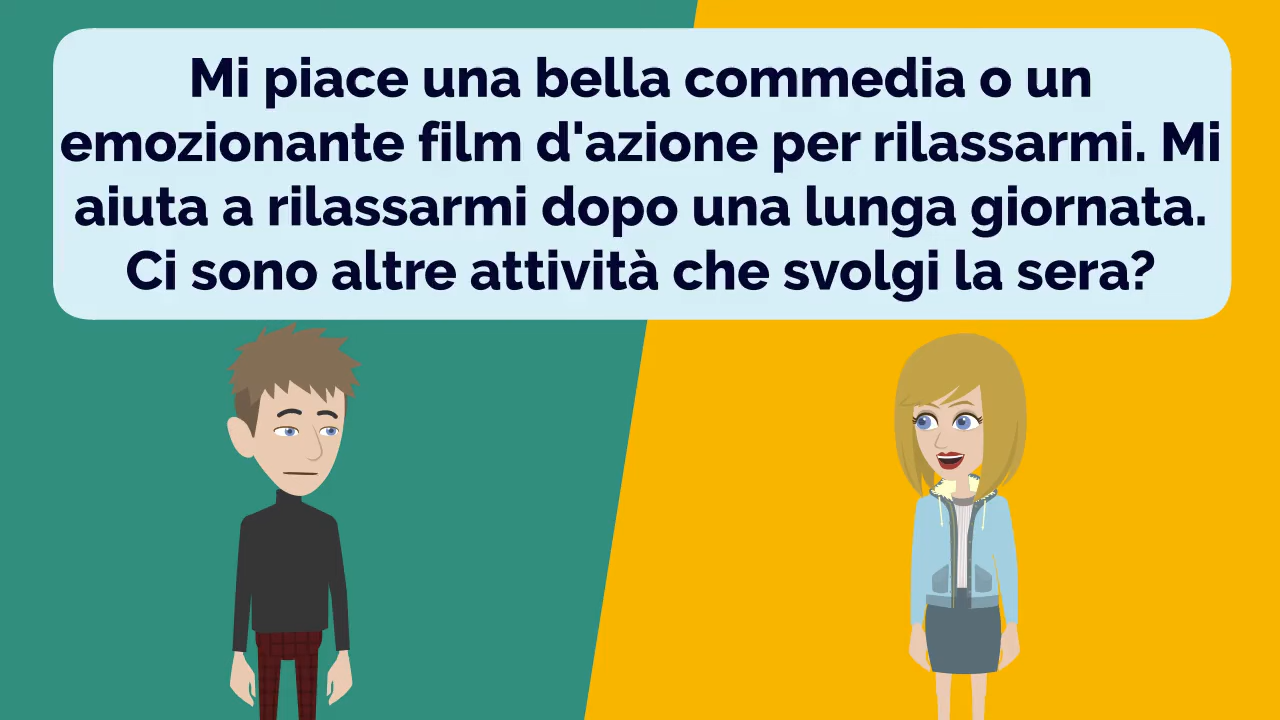 Mi piace una bella commedia o un
emozionante film d'azione per rilassarmi. Mi
aiuta a rilassarmi dopo una lunga giornata.
Ci sono altre attività che svolgi la sera?